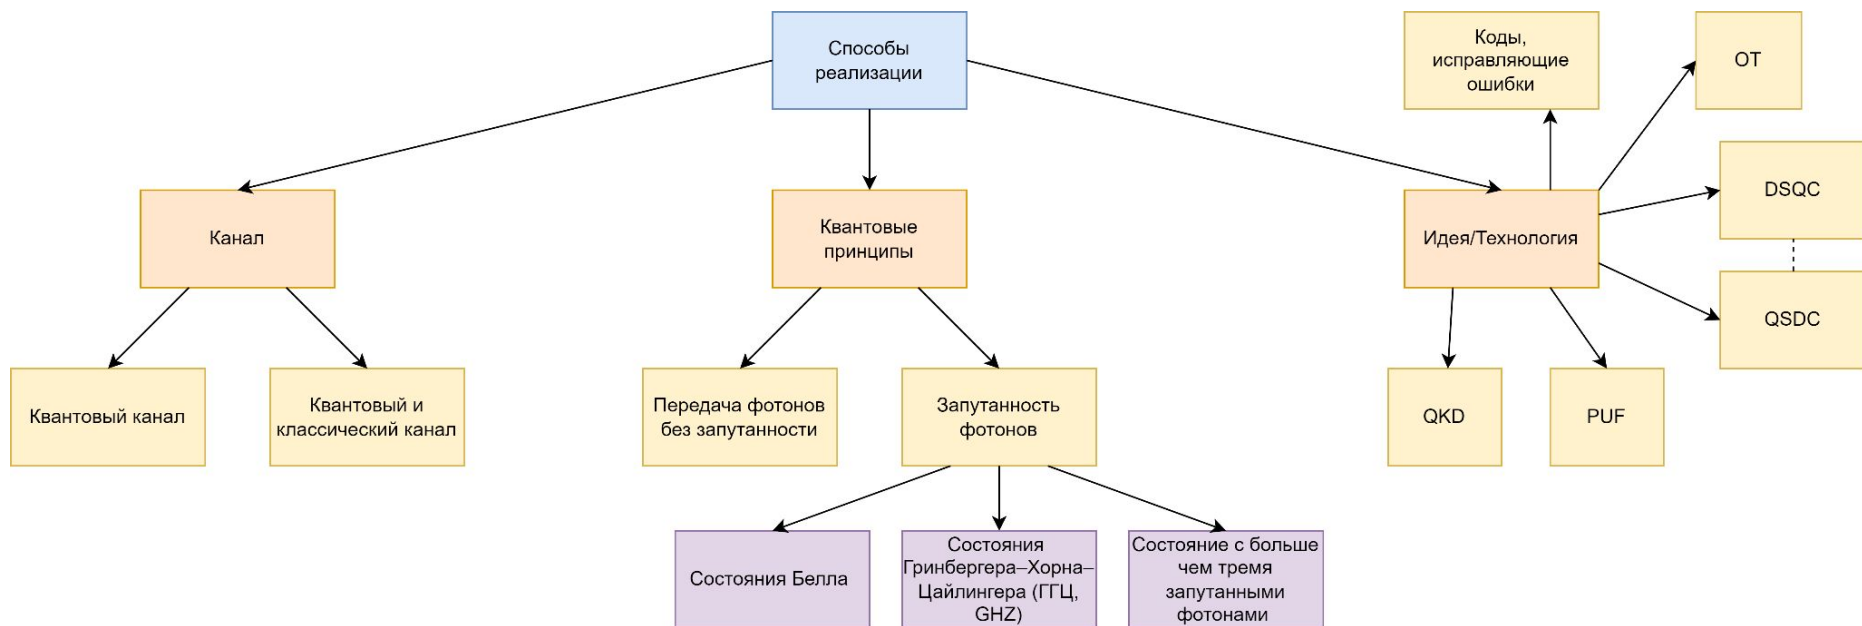 Способы
реализации
Коды,
исправляющие
ошибки
ОТ
Канал
Квантовые
принципы
Идея/Технология
DSQC
QSDC
Квантовый канал
Квантовый и
классический канал
Передача фотонов
без запутанности
Запутанность
фотонов
QKD
PUF
Состояния Белла
Состояния
Гринбергера–Хорна–
Цайлингера (ГГЦ,
GHZ)
Состояние с больше
чем тремя
запутанными
фотонами